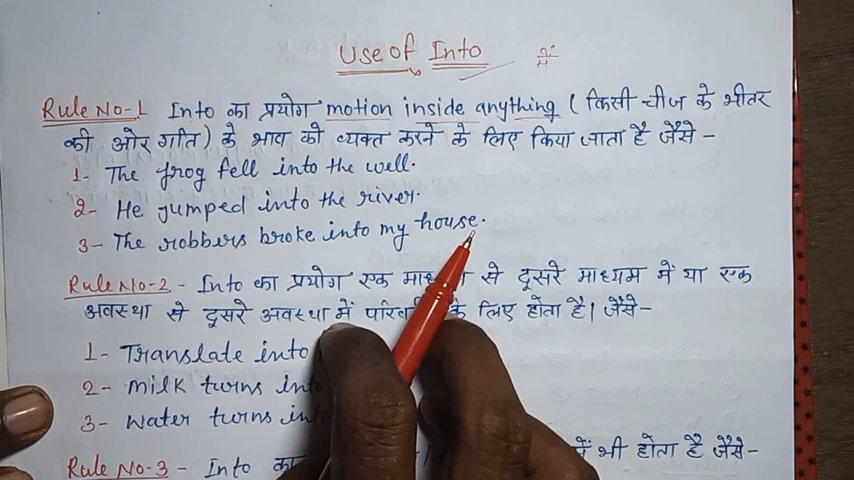 Use of Into में
Rule No-1 Into का प्रयोग motion inside anything (किसी चीज के भीतर
की ओर गति) के भाव को व्यक्त करने के लिए किया जाता है जैसे -
1- The frog fell into the well.
2- He jumped into the river.
3- The robbers broke into my house.
Rule No-2 - Into का प्रयोग एक से दूसरे माध्यम में या एक
अवस्था से दूसरे अवस्था में के लिए होता है। जैसे -
1- Translate into
2- Milk turns into
3- Water turns into
Rule No-3 - Into का में भी होता है जैसे -